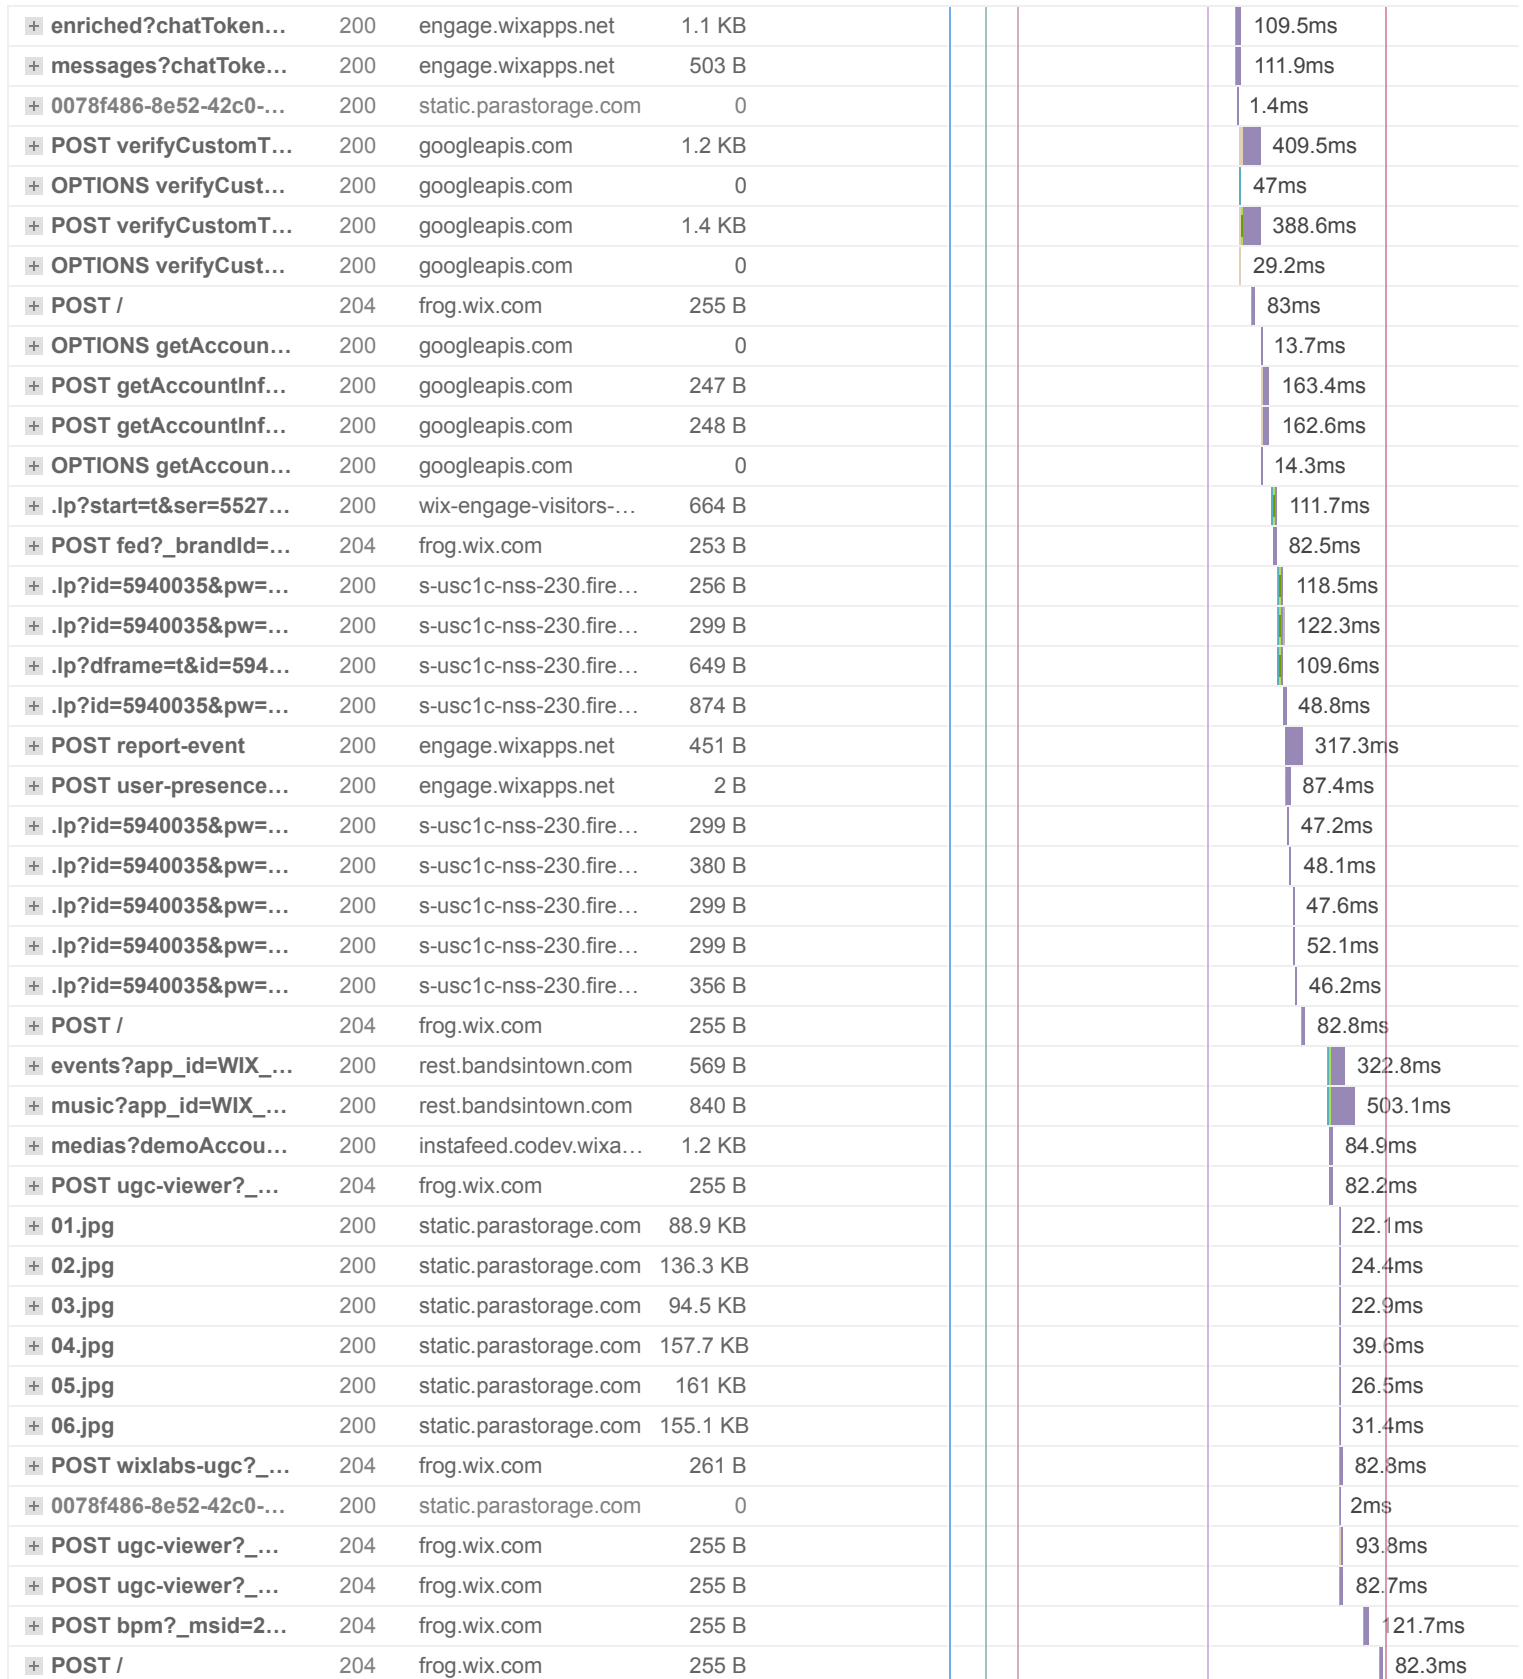 enriched?chatToken... 200 engage.wixapps.net 1.1 KB 109.5ms
messages?chatToke... 200 engage.wixapps.net 503 B 111.9ms
0078f486-8e52-42c0-... 200 static.parastorage.com 0 1.4ms
POST verifyCustomT... 200 googleapis.com 1.2 KB 409.5ms
OPTIONS verifyCust... 200 googleapis.com 0 47ms
POST verifyCustomT... 200 googleapis.com 1.4 KB 388.6ms
OPTIONS verifyCust... 200 googleapis.com 0 29.2ms
POST / 204 frog.wix.com 255 B 83ms
OPTIONS getAccoun... 200 googleapis.com 0 13.7ms
POST getAccountInf... 200 googleapis.com 247 B 163.4ms
POST getAccountInf... 200 googleapis.com 248 B 162.6ms
OPTIONS getAccoun... 200 googleapis.com 0 14.3ms
.lp?start=t&ser=5527... 200 wix-engage-visitors-... 664 B 111.7ms
POST fed?_brandId=... 204 frog.wix.com 253 B 82.5ms
.lp?id=5940035&pw=... 200 s-usc1c-nss-230.fire... 256 B 118.5ms
.lp?id=5940035&pw=... 200 s-usc1c-nss-230.fire... 299 B 122.3ms
.lp?dframe=t&id=594... 200 s-usc1c-nss-230.fire... 649 B 109.6ms
.lp?id=5940035&pw=... 200 s-usc1c-nss-230.fire... 874 B 48.8ms
POST report-event 200 engage.wixapps.net 451 B 317.3ms
POST user-presence... 200 engage.wixapps.net 2 B 87.4ms
.lp?id=5940035&pw=... 200 s-usc1c-nss-230.fire... 299 B 47.2ms
.lp?id=5940035&pw=... 200 s-usc1c-nss-230.fire... 380 B 48.1ms
.lp?id=5940035&pw=... 200 s-usc1c-nss-230.fire... 299 B 47.6ms
.lp?id=5940035&pw=... 200 s-usc1c-nss-230.fire... 299 B 52.1ms
.lp?id=5940035&pw=... 200 s-usc1c-nss-230.fire... 356 B 46.2ms
POST / 204 frog.wix.com 255 B 82.8ms
events?app_id=WIX_... 200 rest.bandsintown.com 569 B 322.8ms
music?app_id=WIX_... 200 rest.bandsintown.com 840 B 503.1ms
medias?demoAccou... 200 instafeed.codev.wixa... 1.2 KB 84.9ms
POST ugc-viewer?_... 204 frog.wix.com 255 B 82.2ms
01.jpg 200 static.parastorage.com 88.9 KB 22.1ms
02.jpg 200 static.parastorage.com 136.3 KB 24.4ms
03.jpg 200 static.parastorage.com 94.5 KB 22.9ms
04.jpg 200 static.parastorage.com 157.7 KB 39.6ms
05.jpg 200 static.parastorage.com 161 KB 26.5ms
06.jpg 200 static.parastorage.com 155.1 KB 31.4ms
POST wixlabs-ugc?_... 204 frog.wix.com 261 B 82.8ms
0078f486-8e52-42c0-... 200 static.parastorage.com 0 2ms
POST ugc-viewer?_... 204 frog.wix.com 255 B 93.8ms
POST ugc-viewer?_... 204 frog.wix.com 255 B 82.7ms
POST bpm?_msid=2... 204 frog.wix.com 255 B 121.7ms
POST / 204 frog.wix.com 255 B 82.3ms